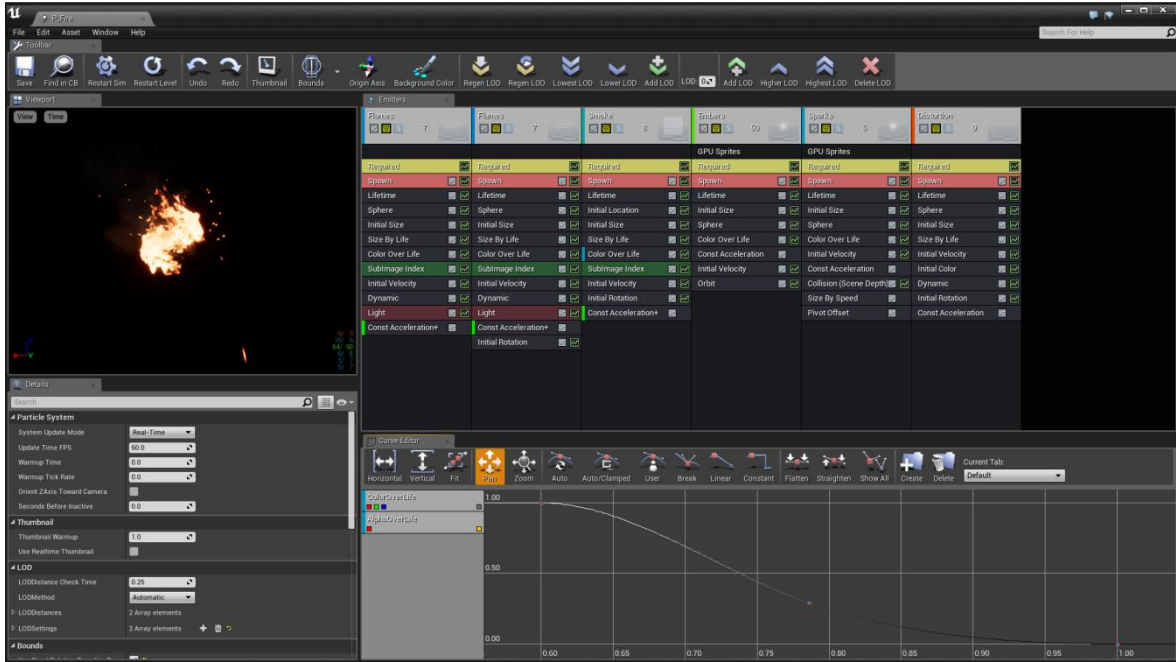 P_Fire
File Edit Asset Window Help
Search For Help
Toolbar
Save Find in CB Restart Sim Restart Level Undo Redo Thumbnail Bounds Origin Axis Background Color Regen LOD Regen LOD Lowest LOD Lower LOD Add LOD LOD: 0 Add LOD Higher LOD Highest LOD Delete LOD
Viewport
View Time
Emitters
Flames Flames Smoke Embers Sparks Distortion
7 7 8 50
GPU Sprites GPU Sprites
Required Required Required Required Required Required
Spawn Spawn Spawn Spawn Spawn Spawn
Lifetime Lifetime Lifetime Lifetime Lifetime Lifetime
Sphere Sphere Initial Location Initial Size Initial Size Sphere
Initial Size Initial Size Initial Size Sphere Sphere Initial Size
Size By Life Size By Life Size By Life Color Over Life Color Over Life Size By Life
Color Over Life Color Over Life Color Over Life Const Acceleration Initial Velocity Initial Velocity
SubImage Index SubImage Index SubImage Index Initial Velocity Const Acceleration Initial Color
Initial Velocity Initial Velocity Initial Velocity Orbit Collision (Scene Depth) Dynamic
Dynamic Dynamic Initial Rotation Size By Speed Initial Rotation
Light Light Const Acceleration+ Pivot Offset Const Acceleration
Const Acceleration+ Const Acceleration+
Initial Rotation
Details
Search
Particle System
System Update Mode Real-Time
Update Time FPS 60.0
Warmup Time 0.0
Warmup Tick Rate 0.0
Orient ZAxis Toward Camera
Seconds Before Inactive 0.0
Thumbnail
Thumbnail Warmup 1.0
Use Realtime Thumbnail
LOD
LODDistance Check Time 0.25
LODMethod Automatic
LODDistances 2 Array elements
LODSettings 2 Array elements
Bounds
Curve Editor
Horizontal Vertical Fit Pan Zoom Auto Auto/Clamped User Break Linear Constant Flatten Straighten Show All Create Delete Current Tab:
Default
ColorOverLife
AlphaOverLife
1.00
0.50
0.00
0.60 0.65 0.70 0.75 0.80 0.85 0.90 0.95 1.00